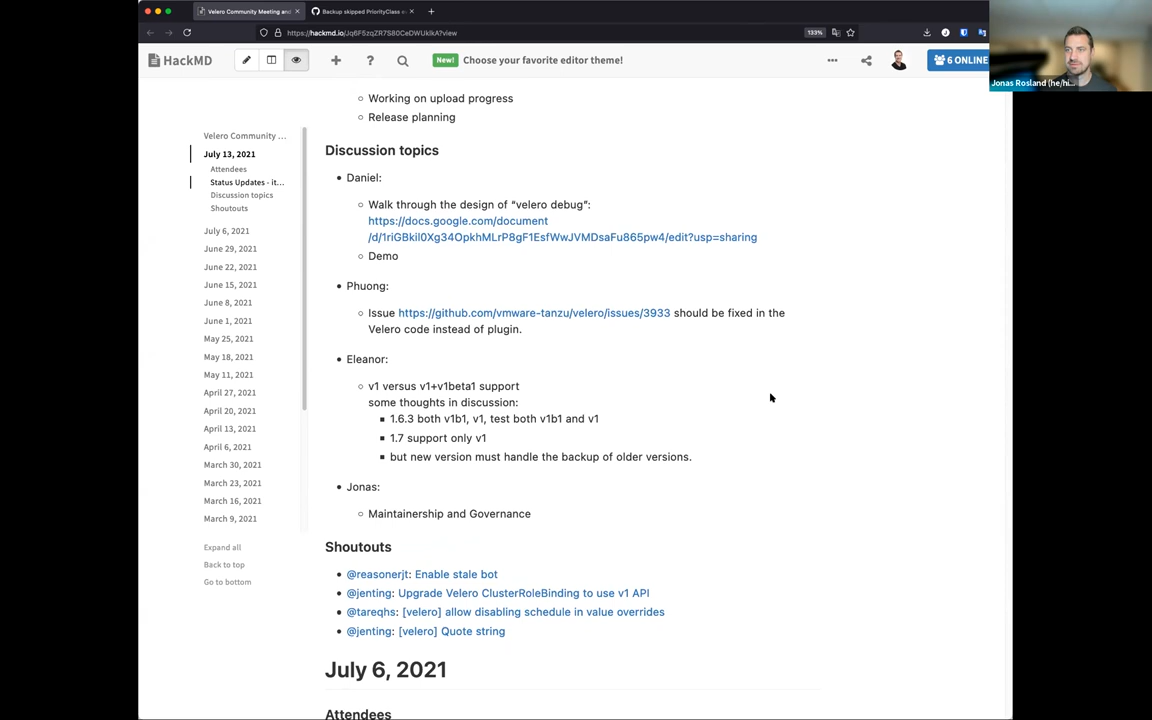 Velero Community Meeting and
Backup skipped PriorityClass
https://hackmd.io/Jq6F5zqZR7S80CeDWUklkA?view
133%
HackMD
New! Choose your favorite editor theme!
6 ONLINE
Jonas Rosland (he/hi...
Velero Community ...
July 13, 2021
Attendees
Status Updates - it...
Discussion topics
Shoutouts
July 6, 2021
June 29, 2021
June 22, 2021
June 15, 2021
June 8, 2021
June 1, 2021
May 25, 2021
May 18, 2021
May 11, 2021
April 27, 2021
April 20, 2021
April 13, 2021
April 6, 2021
March 30, 2021
March 23, 2021
March 16, 2021
March 9, 2021
Expand all
Back to top
Go to bottom
Working on upload progress
Release planning
Discussion topics
Daniel:
Walk through the design of “velero debug”:
https://docs.google.com/document
/d/1riGBkil0Xg34OpkhMLrP8gF1EsfWwJVMDsaFu865pw4/edit?usp=sharing
Demo
Phuong:
Issue https://github.com/vmware-tanzu/velero/issues/3933 should be fixed in the
Velero code instead of plugin.
Eleanor:
v1 versus v1+v1beta1 support
some thoughts in discussion:
1.6.3 both v1b1, v1, test both v1b1 and v1
1.7 support only v1
but new version must handle the backup of older versions.
Jonas:
Maintainership and Governance
Shoutouts
@reasonerjt: Enable stale bot
@jenting: Upgrade Velero ClusterRoleBinding to use v1 API
@tareqhs: [velero] allow disabling schedule in value overrides
@jenting: [velero] Quote string
July 6, 2021
Attendees